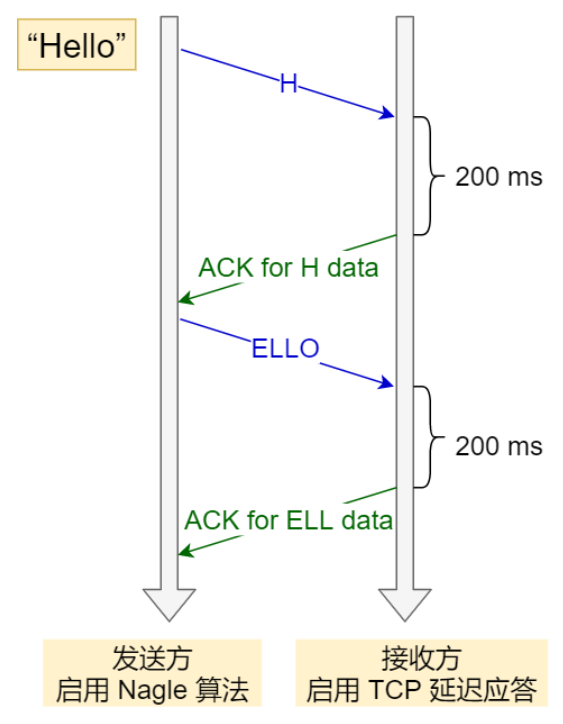 “Hello”
H
200 ms
ACK for H data
ELLO
200 ms
ACK for ELL data
发送方
启用 Nagle 算法
接收方
启用 TCP 延迟应答